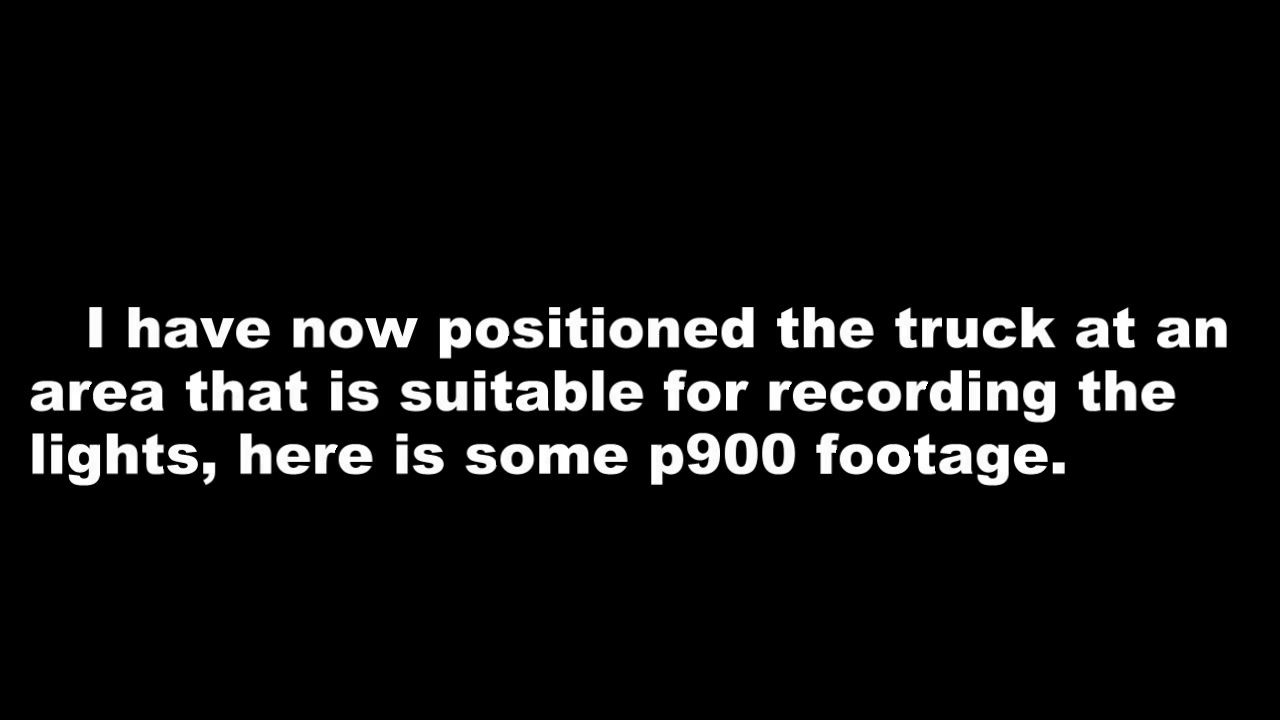 I have now positioned the truck at an
area that is suitable for recording the
lights, here is some p900 footage.